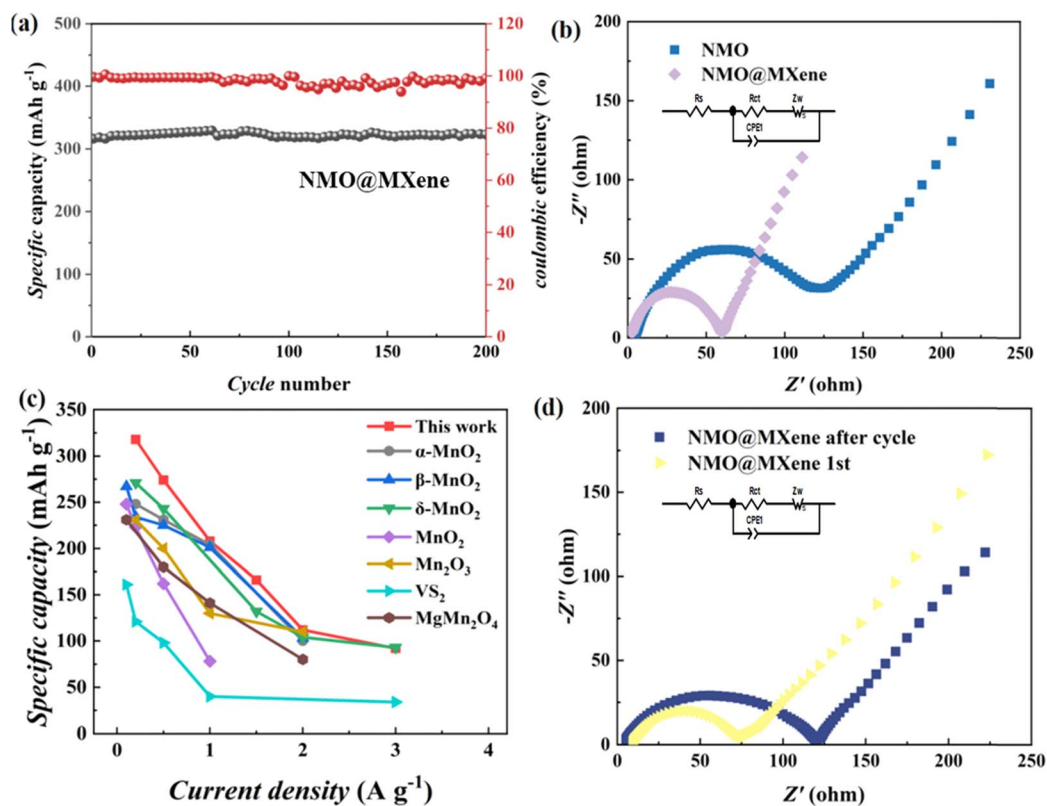 (a)
500
400
300
200
100
0
Specific capacity (mAh g⁻¹)
120
100
80
60
40
20
0
coulombic efficiency (%)
NMO@MXene
0 50 100 150 200
Cycle number
(b)
200
150
100
50
0
-Z″ (ohm)
NMO
NMO@MXene
Rs Rct Zw
s
CPE1
0 50 100 150 200 250
Z′ (ohm)
(c)
350
300
250
200
150
100
50
0
Specific capacity (mAh g⁻¹)
This work
α-MnO₂
β-MnO₂
δ-MnO₂
MnO₂
Mn₂O₃
VS₂
MgMn₂O₄
0 1 2 3 4
Current density (A g⁻¹)
(d)
200
150
100
50
0
-Z″ (ohm)
NMO@MXene after cycle
NMO@MXene 1st
Rs Rct Zw
s
CPE1
0 50 100 150 200 250
Z′ (ohm)